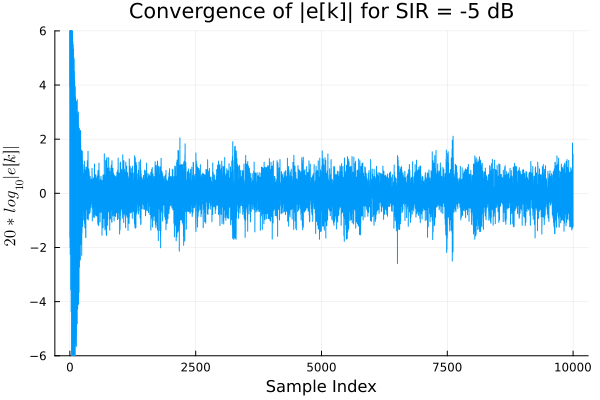 Convergence of |e[k]| for SIR = -5 dB
20 * log₁₀|e[k]|
6
4
2
0
−2
−4
−6
0 2500 5000 7500 10000
Sample Index